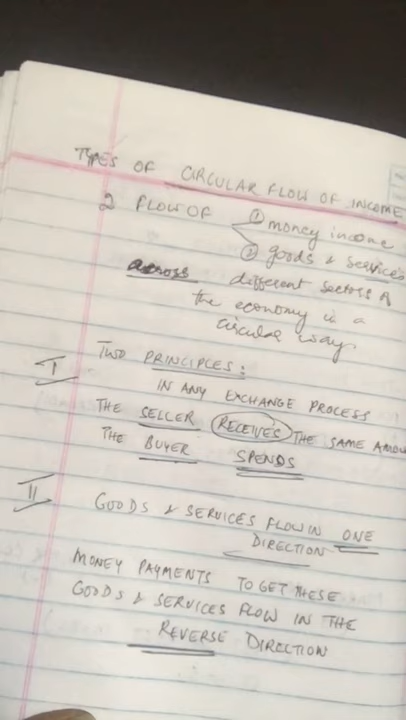 TYPES OF CIRCULAR FLOW OF INCOME
2 FLOW OF ① money income
② goods & services
across different sectors of
the economy in a
circular way
I TWO PRINCIPLES:
IN ANY EXCHANGE PROCESS
THE SELLER RECEIVES THE SAME AMOU
THE BUYER SPENDS
II GOODS & SERVICES FLOW IN ONE
DIRECTION
MONEY PAYMENTS TO GET THESE
GOODS & SERVICES FLOW IN THE
REVERSE DIRECTION